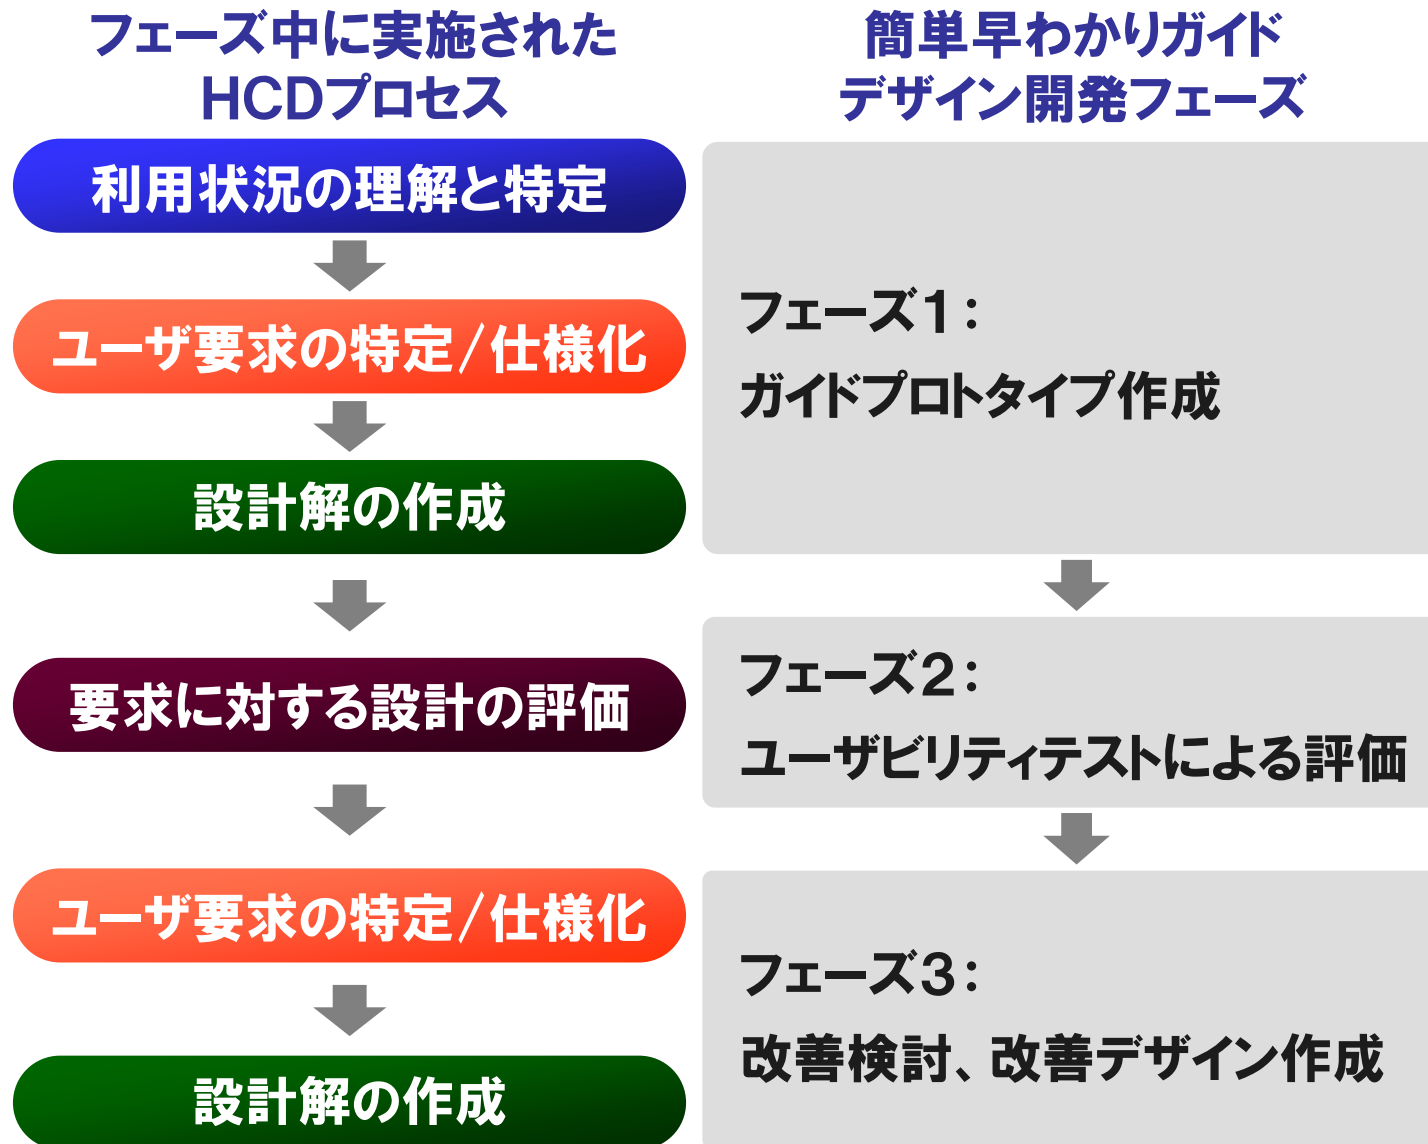 フェーズ中に実施された
HCDプロセス
利用状況の理解と特定
ユーザ要求の特定/仕様化
設計解の作成
要求に対する設計の評価
ユーザ要求の特定/仕様化
設計解の作成
簡単早わかりガイド
デザイン開発フェーズ
フェーズ1：
ガイドプロトタイプ作成
フェーズ2：
ユーザビリティテストによる評価
フェーズ3：
改善検討、改善デザイン作成